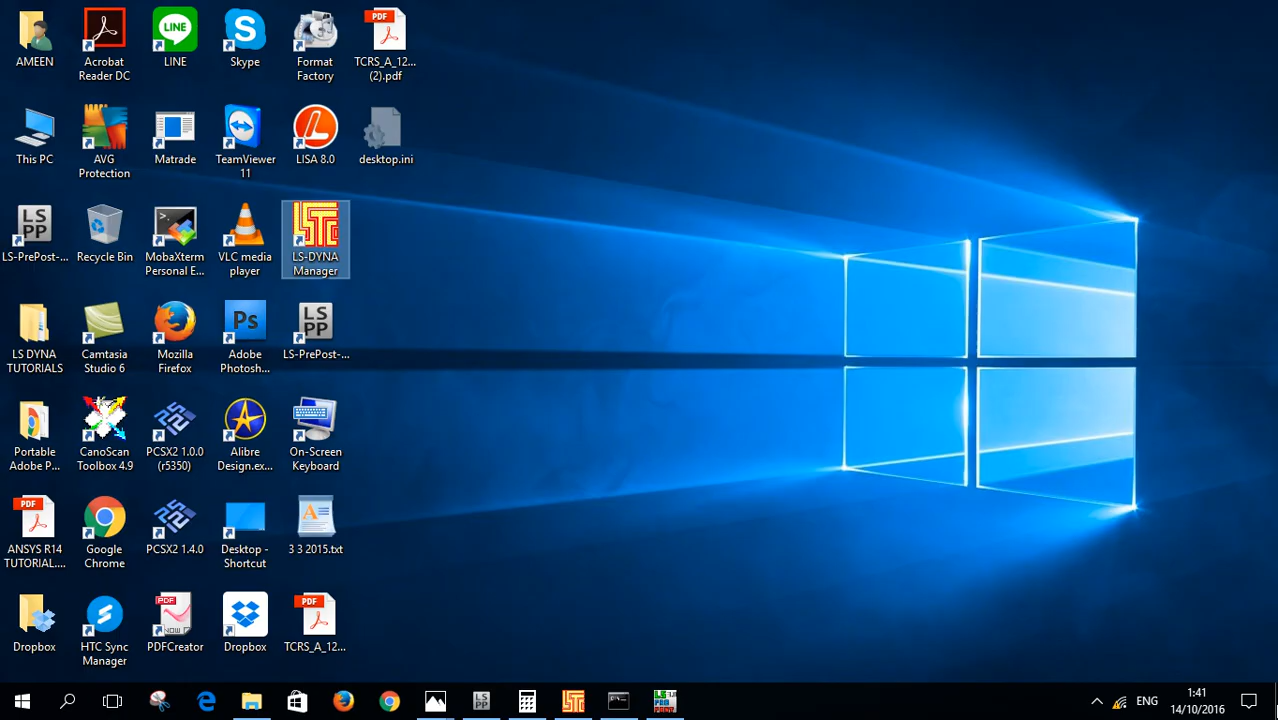 AMEEN
Acrobat
Reader DC
LINE
Skype
Format
Factory
PDF
TCRS_A_12...
(2).pdf
This PC
AVG
Protection
Matrade
TeamViewer
11
LISA 8.0
desktop.ini
LS
PP
LS-PrePost-...
Recycle Bin
MobaXterm
Personal E...
VLC media
player
LSTC
LS-DYNA
Manager
LS DYNA
TUTORIALS
Camtasia
Studio 6
Mozilla
Firefox
Ps
Adobe
Photosh...
LS
PP
LS-PrePost-...
Portable
Adobe P...
CanoScan
Toolbox 4.9
PCSX2 1.0.0
(r5350)
Alibre
Design.ex...
On-Screen
Keyboard
PDF
ANSYS R14
TUTORIAL....
Google
Chrome
PCSX2 1.4.0
Desktop -
Shortcut
3 3 2015.txt
Dropbox
HTC Sync
Manager
PDF
PDFCreator
Dropbox
PDF
TCRS_A_12...
LS
PP
ENG
1:41
14/10/2016